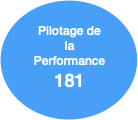 Pilotage de
la
Performance
181